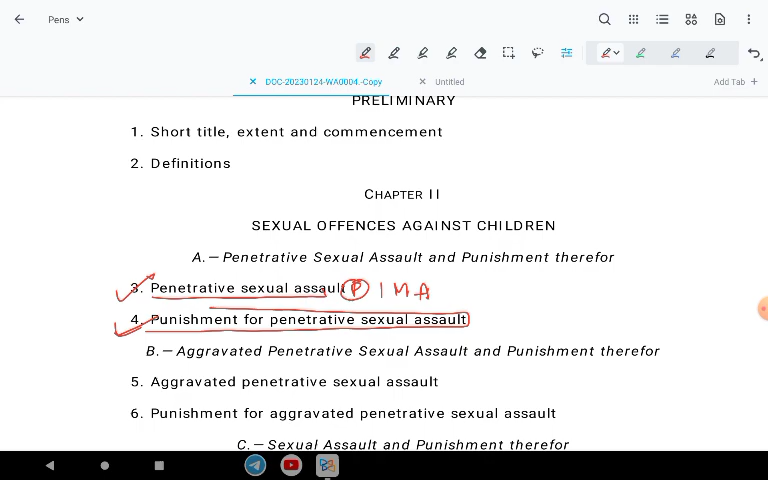 Pens
DOC-20230124-WA0004.-Copy
Untitled
Add Tab +
PRELIMINARY
1. Short title, extent and commencement
2. Definitions
CHAPTER II
SEXUAL OFFENCES AGAINST CHILDREN
A.—Penetrative Sexual Assault and Punishment therefor
3. Penetrative sexual assault P I M A
4. Punishment for penetrative sexual assault
B.—Aggravated Penetrative Sexual Assault and Punishment therefor
5. Aggravated penetrative sexual assault
6. Punishment for aggravated penetrative sexual assault
C.—Sexual Assault and Punishment therefor